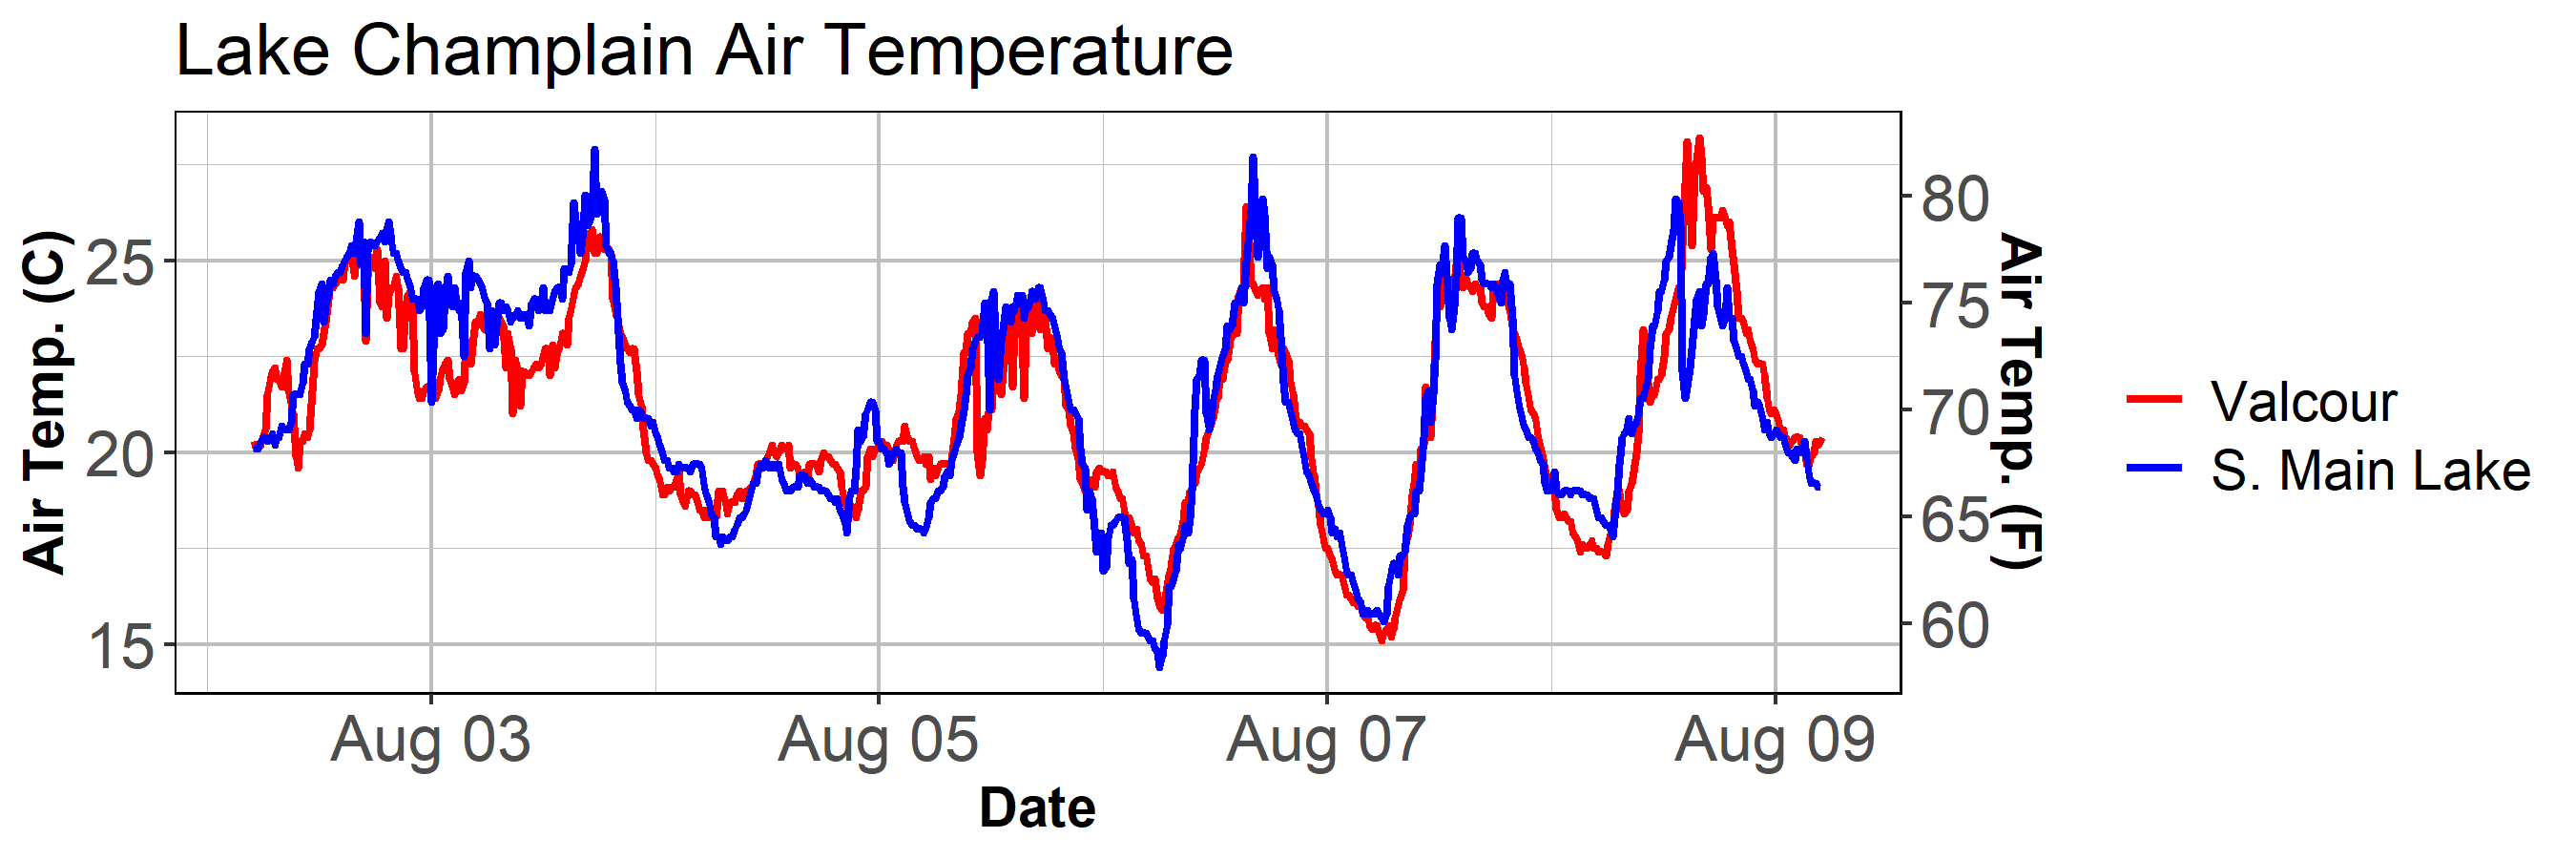 Lake Champlain Air Temperature
Air Temp. (C)
25
20
15
80
75
70
65
60
Air Temp. (F)
Aug 03
Aug 05
Aug 07
Aug 09
Date
Valcour
S. Main Lake